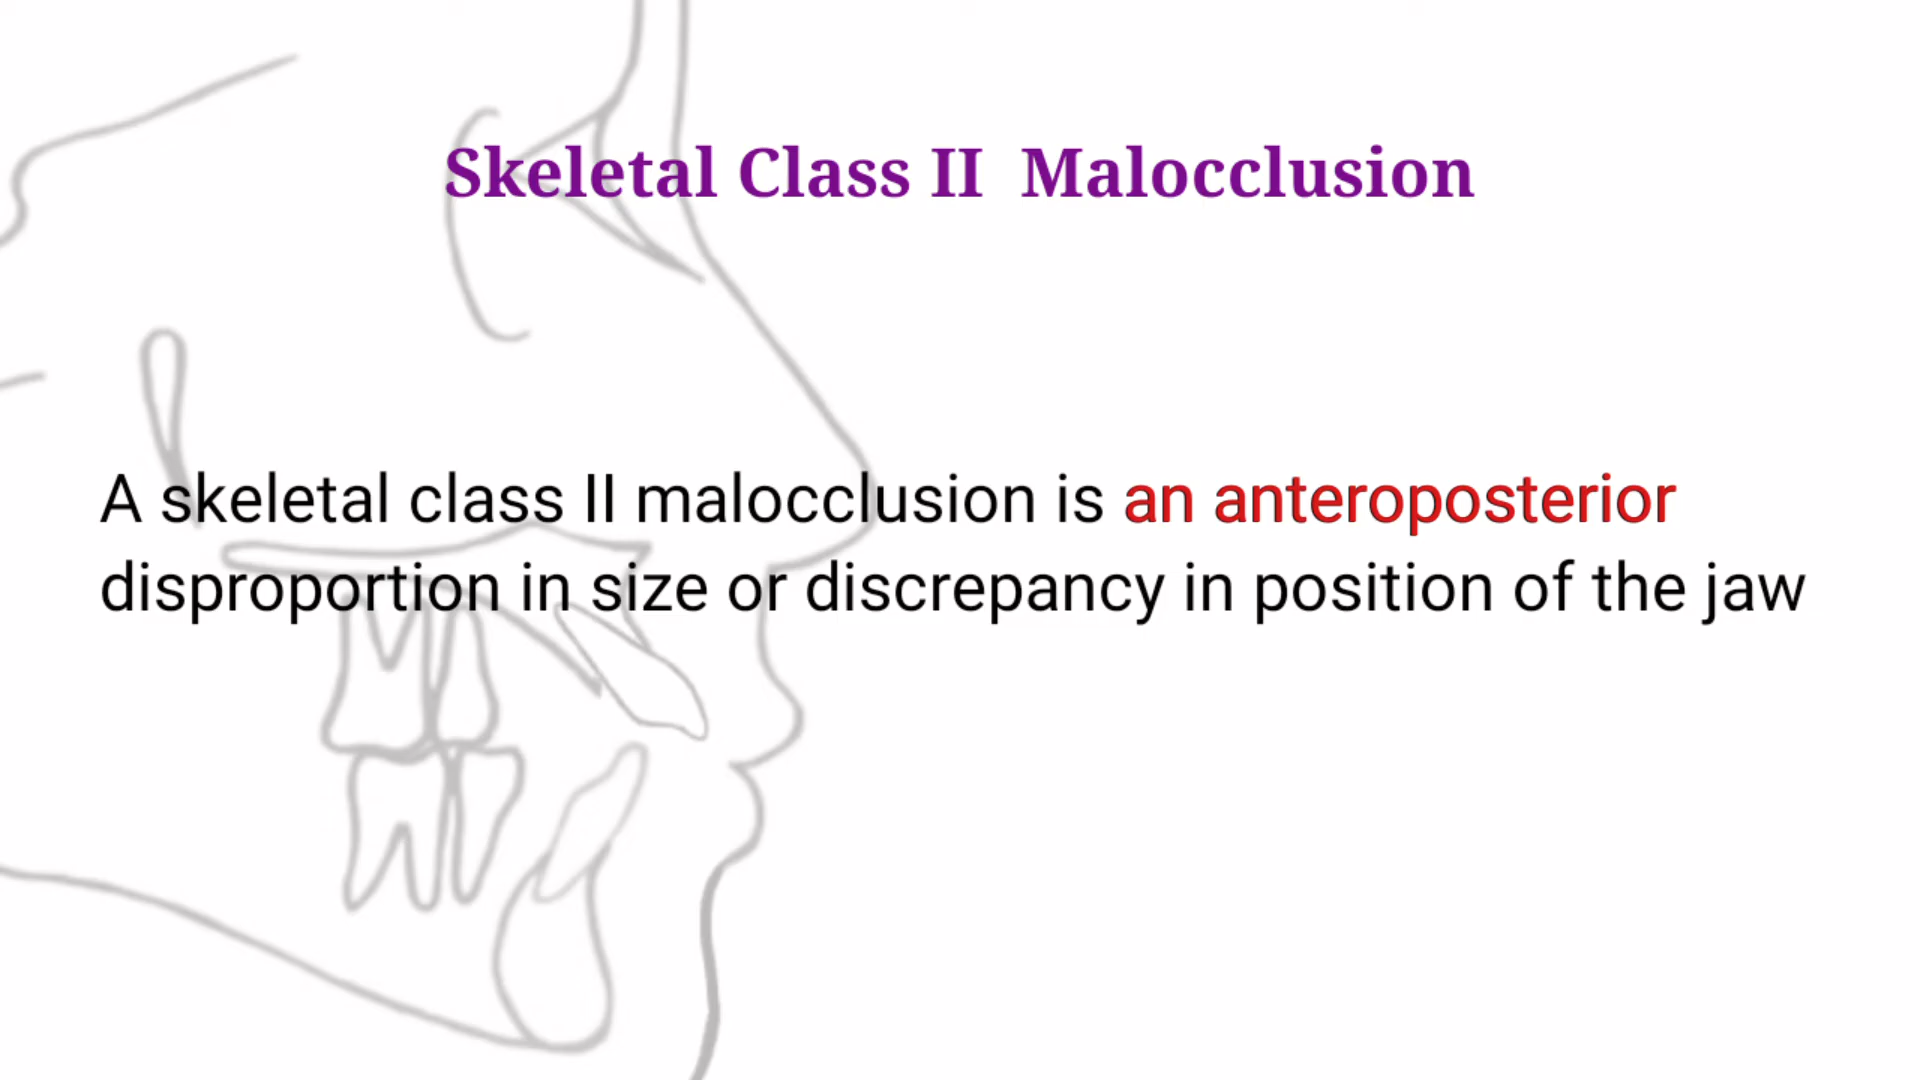 Skeletal Class II Malocclusion
A skeletal class II malocclusion is an anteroposterior
disproportion in size or discrepancy in position of the jaw